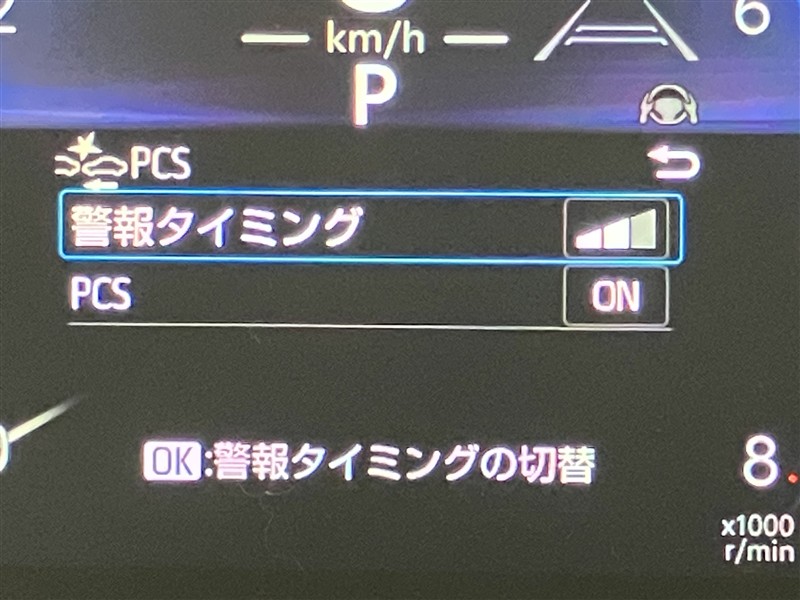 6
km/h
P
PCS
警報タイミング
PCS ON
OK:警報タイミングの切替
8
x1000
r/min